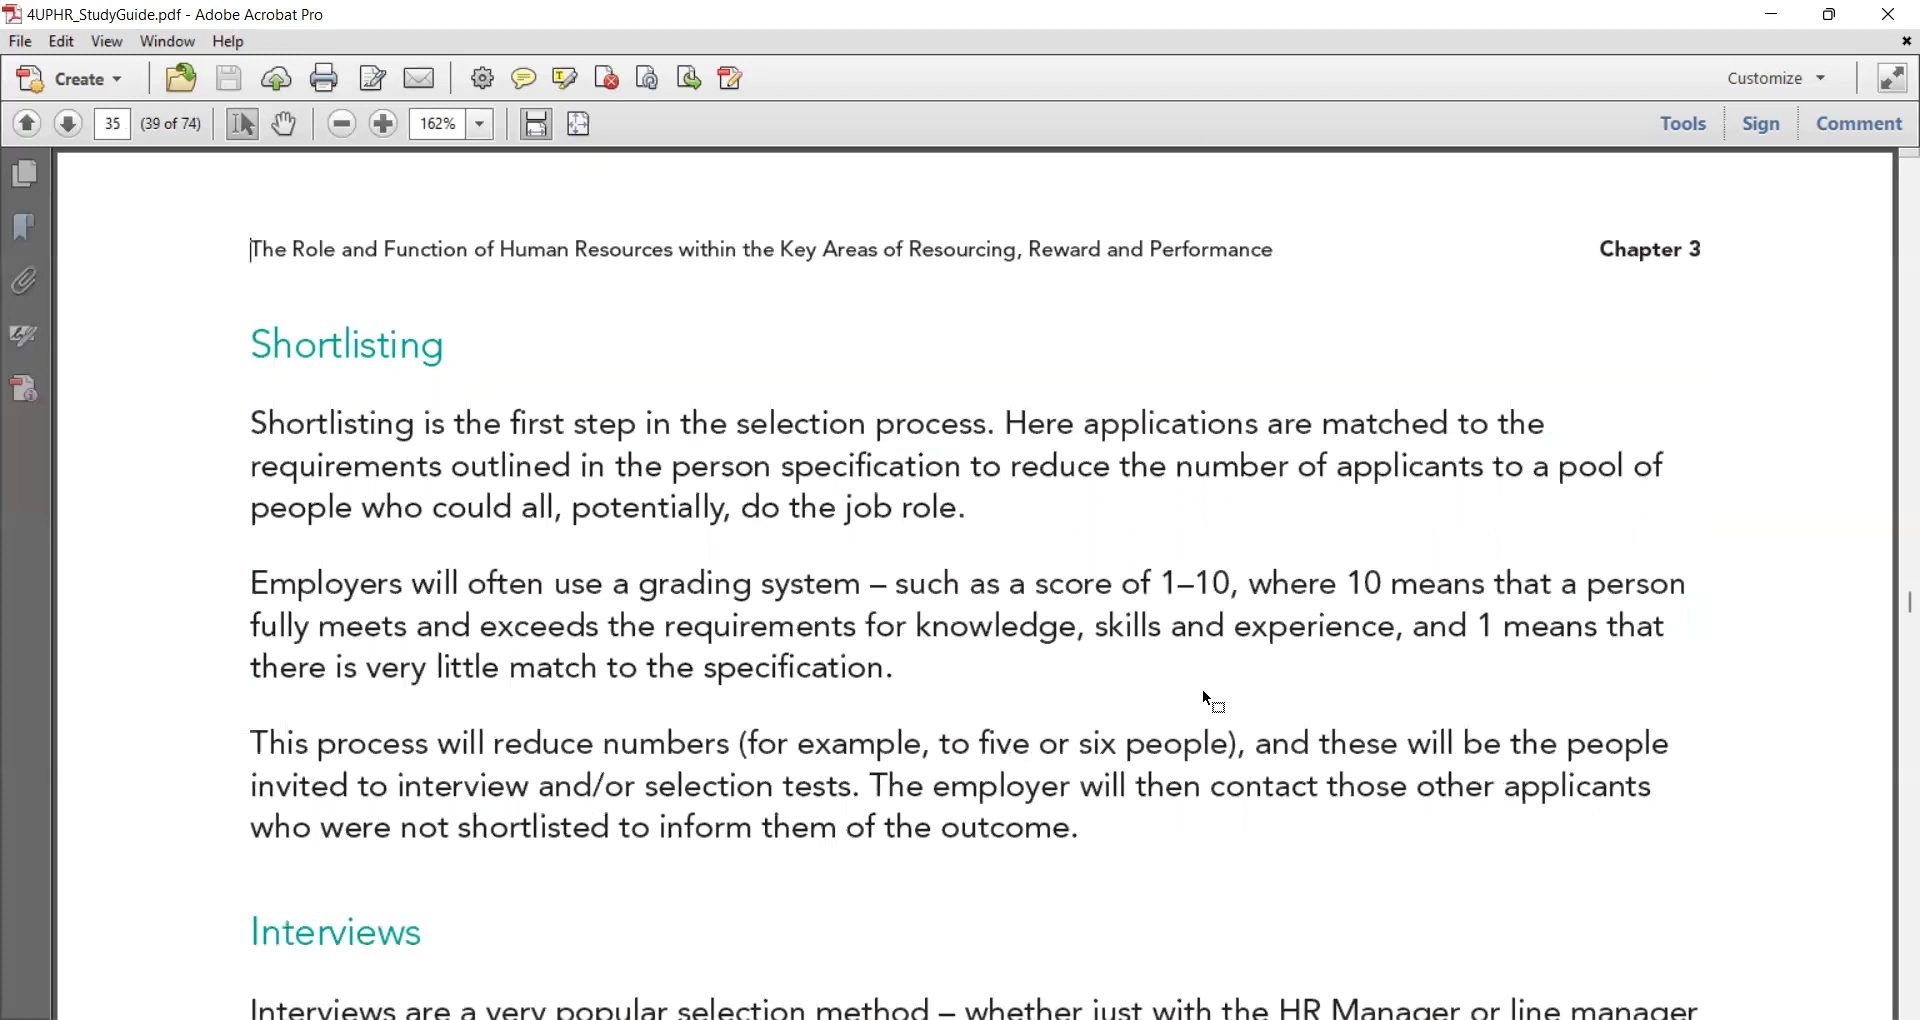 4UPHR_StudyGuide.pdf - Adobe Acrobat Pro
File Edit View Window Help
Create Customize
35 (39 of 74) 162% Tools Sign Comment
The Role and Function of Human Resources within the Key Areas of Resourcing, Reward and Performance Chapter 3
Shortlisting
Shortlisting is the first step in the selection process. Here applications are matched to the
requirements outlined in the person specification to reduce the number of applicants to a pool of
people who could all, potentially, do the job role.
Employers will often use a grading system – such as a score of 1–10, where 10 means that a person
fully meets and exceeds the requirements for knowledge, skills and experience, and 1 means that
there is very little match to the specification.
This process will reduce numbers (for example, to five or six people), and these will be the people
invited to interview and/or selection tests. The employer will then contact those other applicants
who were not shortlisted to inform them of the outcome.
Interviews
Interviews are a very popular selection method – whether just with the HR Manager or line manager